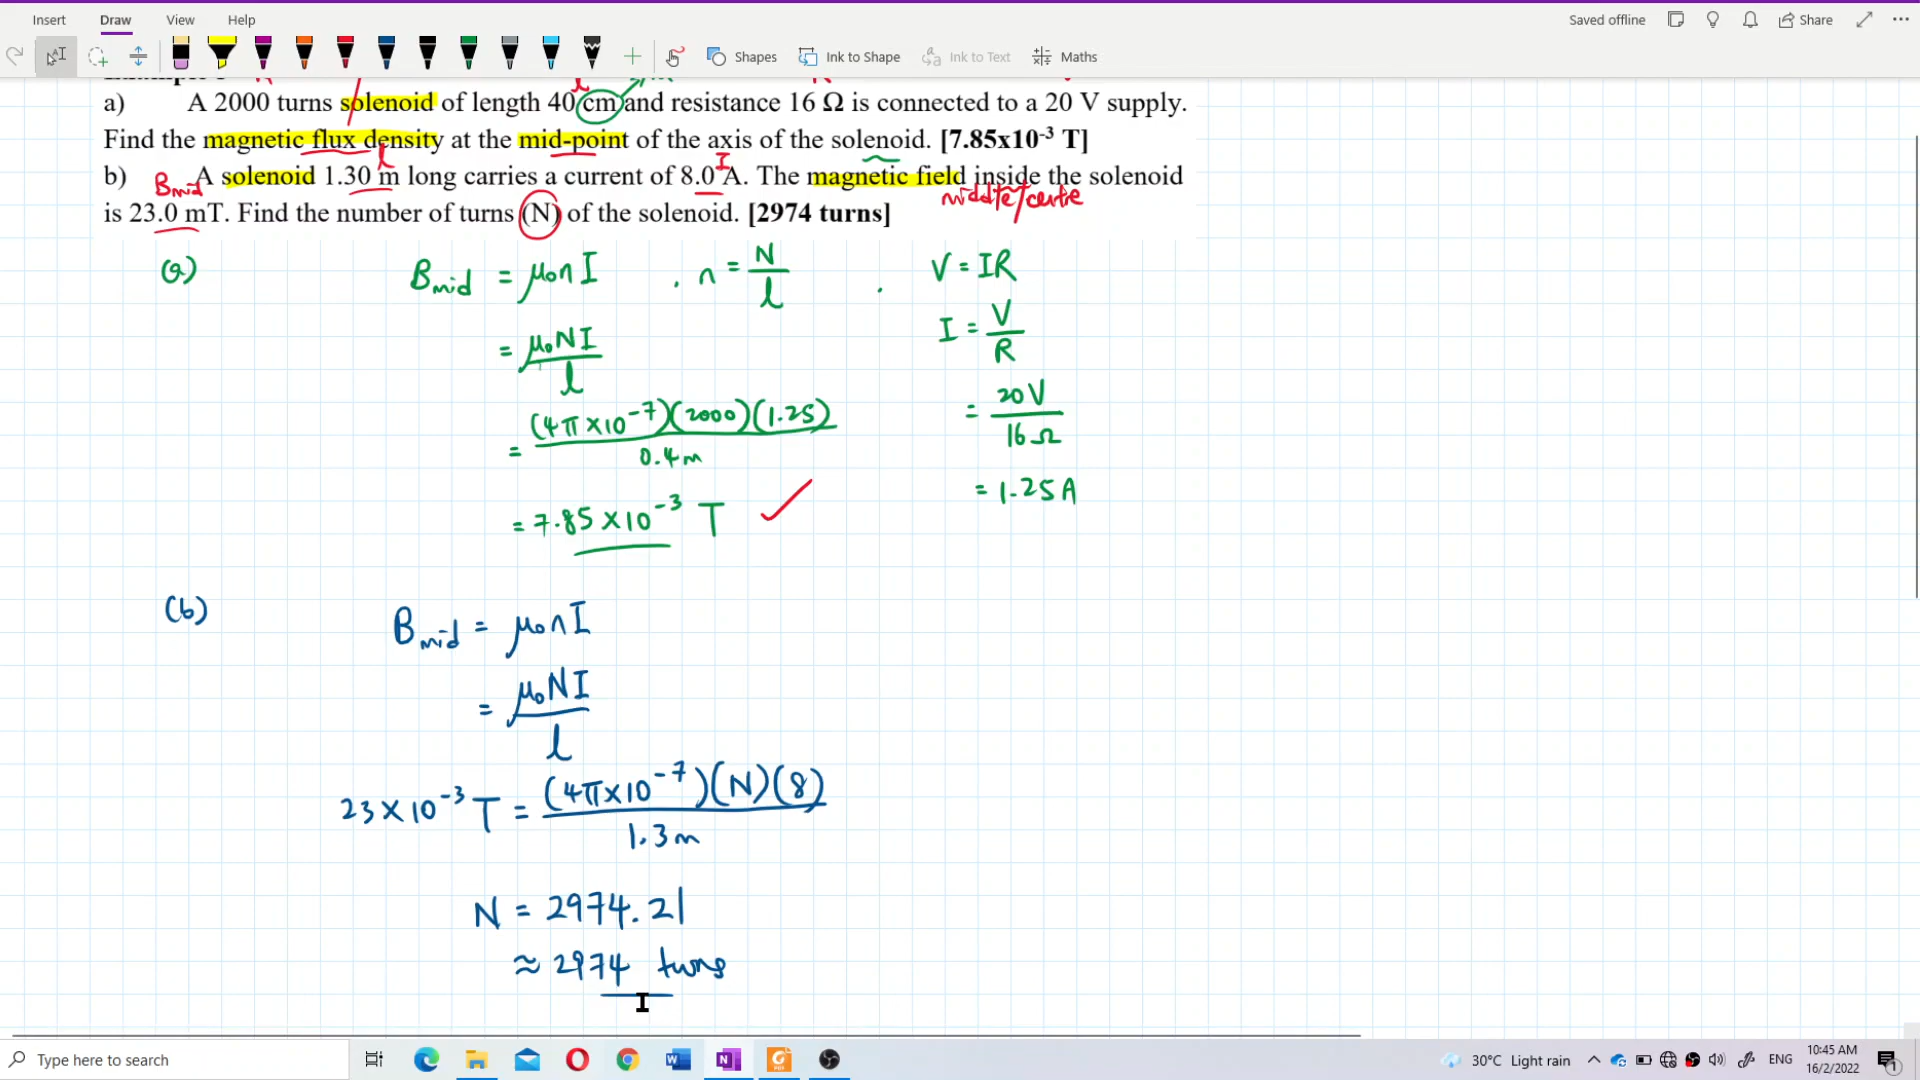 Insert Draw View Help
Saved offline Share
Shapes Ink to Shape Ink to Text Maths
a) A 2000 turns solenoid of length 40 cm and resistance 16 Ω is connected to a 20 V supply.
Find the magnetic flux density at the mid-point of the axis of the solenoid. [7.85x10⁻³ T]
l
I
b) A solenoid 1.30 m long carries a current of 8.0 A. The magnetic field inside the solenoid
B mid
middle/centre
is 23.0 mT. Find the number of turns (N) of the solenoid. [2974 turns]
(a)
B mid = μ₀nI , n = N/l , V = IR
= μ₀NI/l
I = V/R
= (4π×10⁻⁷)(2000)(1.25)/0.4m
= 20V/16Ω
= 1.25A
= 7.85×10⁻³ T ✓
(b)
B mid = μ₀nI
= μ₀NI/l
23×10⁻³ T = (4π×10⁻⁷)(N)(8)/1.3m
N = 2974.21
≈ 2974 turns
Type here to search
30°C Light rain
ENG
10:45 AM
16/2/2022